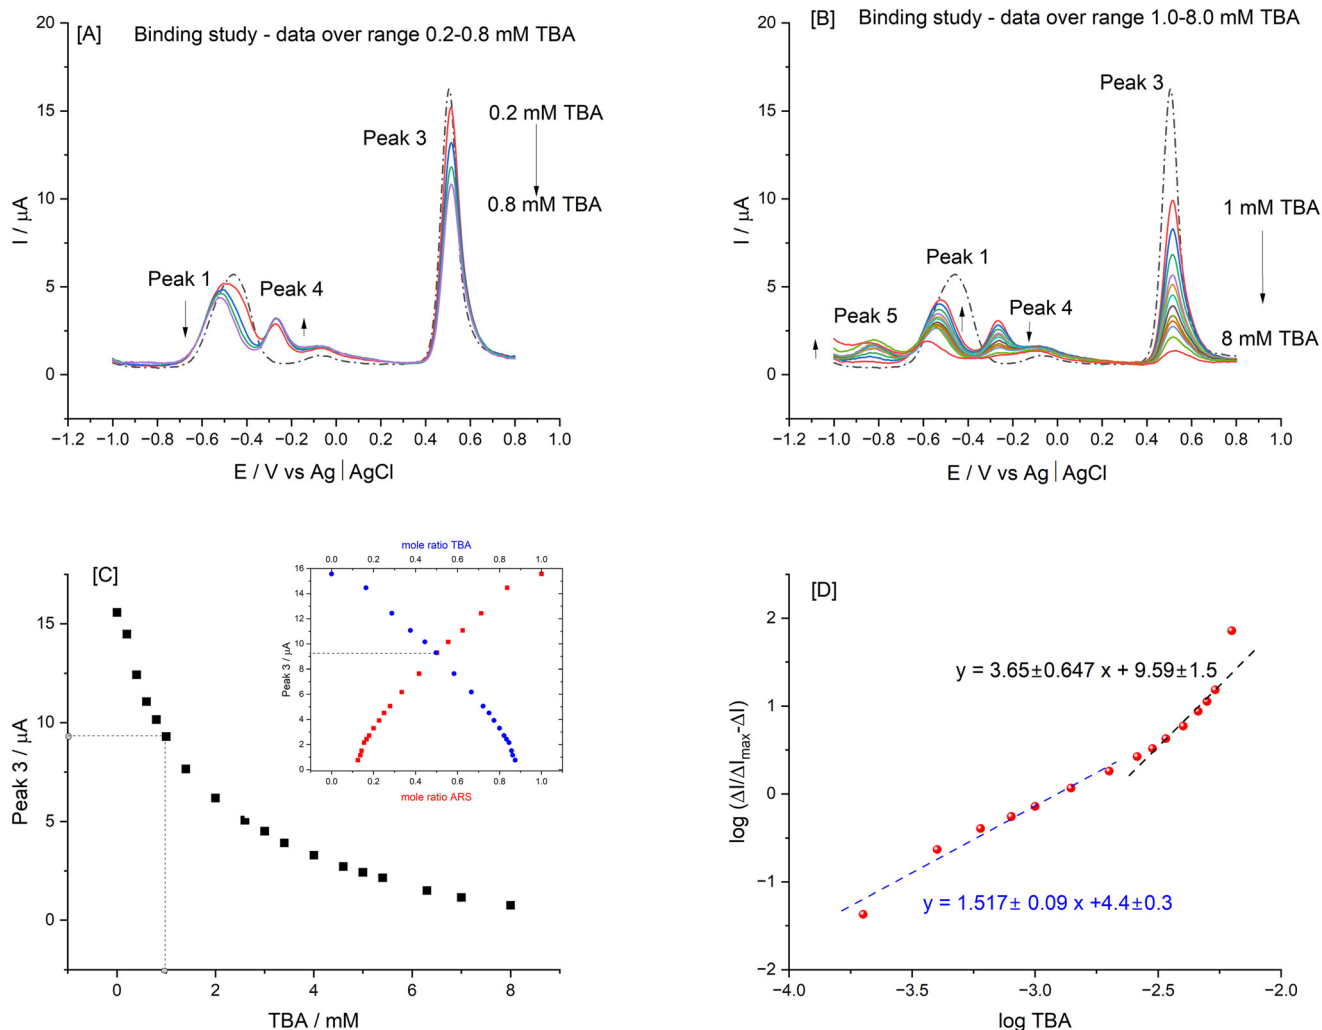 [A] Binding study - data over range 0.2-0.8 mM TBA
20
15
10
5
0
I / μA
Peak 3
0.2 mM TBA
0.8 mM TBA
Peak 1
Peak 4
−1.2 −1.0 −0.8 −0.6 −0.4 −0.2 0.0 0.2 0.4 0.6 0.8 1.0
E / V vs Ag | AgCl
[B] Binding study - data over range 1.0-8.0 mM TBA
20
15
10
5
0
I / μA
Peak 3
1 mM TBA
8 mM TBA
Peak 1
Peak 4
Peak 5
−1.2 −1.0 −0.8 −0.6 −0.4 −0.2 0.0 0.2 0.4 0.6 0.8 1.0
E / V vs Ag | AgCl
[C]
15
10
5
0
Peak 3 / μA
0 2 4 6 8
TBA / mM
mole ratio TBA
0.0 0.2 0.4 0.6 0.8 1.0
16
14
12
10
8
6
4
2
0
Peak 3 / μA
0.0 0.2 0.4 0.6 0.8 1.0
mole ratio ARS
[D]
2
1
0
−1
−2
log (ΔI/ΔImax-ΔI)
y = 3.65±0.647 x + 9.59±1.5
y = 1.517± 0.09 x +4.4±0.3
−4.0 −3.5 −3.0 −2.5 −2.0
log TBA